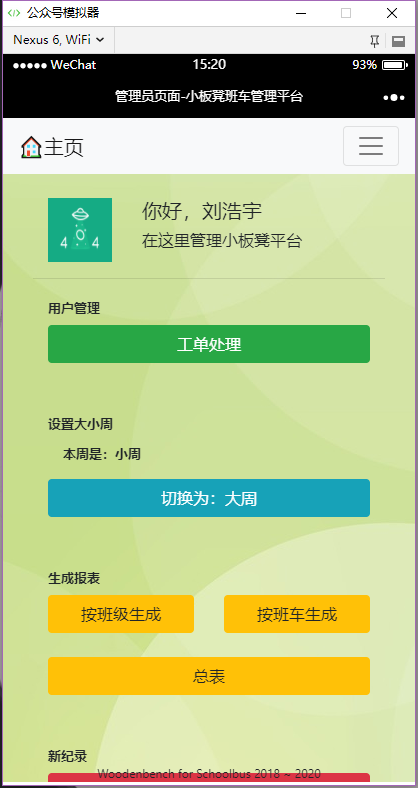 公众号模拟器
Nexus 6, WiFi
WeChat 15:20 93%
管理员页面-小板凳班车管理平台
主页
4 0 4
你好，刘浩宇
在这里管理小板凳平台
用户管理
工单处理
设置大小周
本周是：小周
切换为：大周
生成报表
按班级生成 按班车生成
总表
新纪录
Woodenbench for Schoolbus 2018 ~ 2020